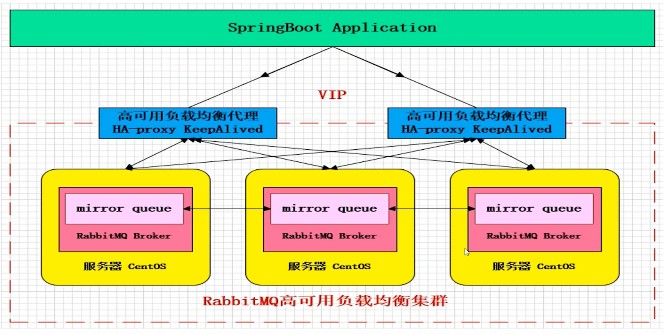 SpringBoot Application
VIP
高可用负载均衡代理
HA-proxy KeepAlived
高可用负载均衡代理
HA-proxy KeepAlived
mirror queue
RabbitMQ Broker
服务器 CentOS
mirror queue
RabbitMQ Broker
服务器 CentOS
mirror queue
RabbitMQ Broker
服务器 CentOS
RabbitMQ高可用负载均衡集群